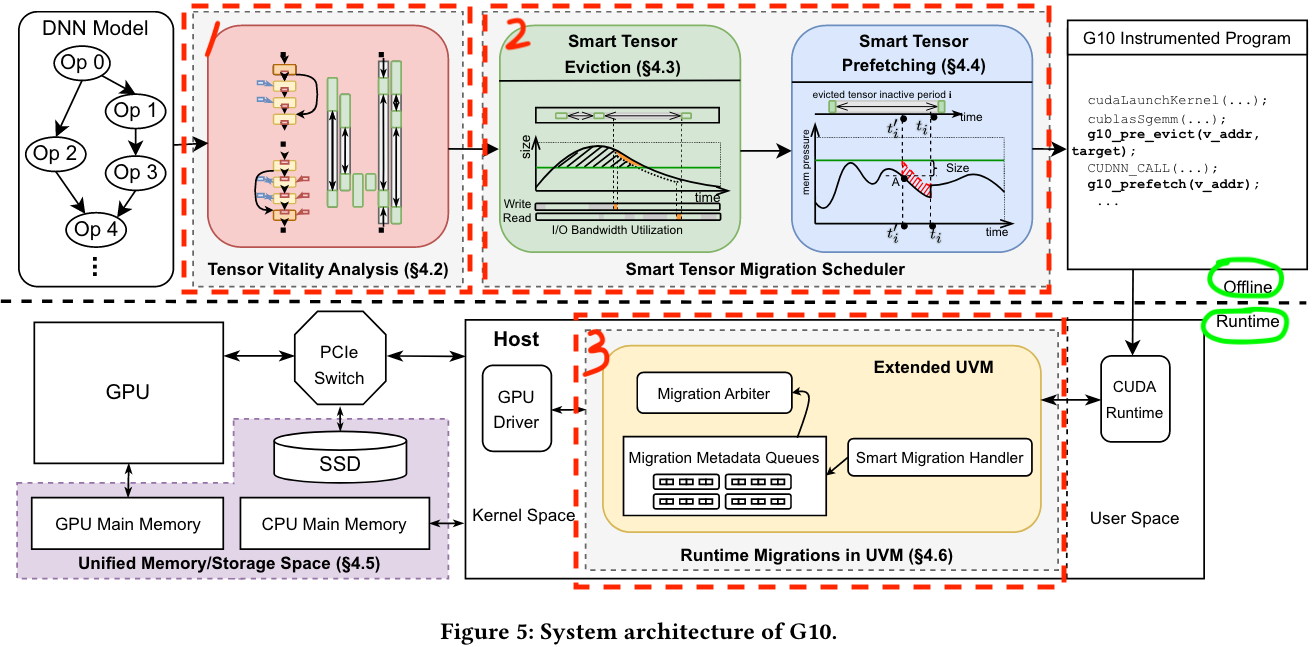 DNN Model
Op 0
Op 1
Op 2
Op 3
Op 4
1
Tensor Vitality Analysis (§4.2)
2
Smart Tensor
Eviction (§4.3)
size
time
Write
Read
I/O Bandwidth Utilization
Smart Tensor
Prefetching (§4.4)
evicted tensor inactive period i
time
t'i ti
mem pressure
Size
A
t'i ti
time
Smart Tensor Migration Scheduler
G10 Instrumented Program
cudaLaunchKernel(...);
cublasSgemm(...);
g10_pre_evict(v_addr,
target);
CUDNN_CALL(...);
g10_prefetch(v_addr);
...
Offline
Runtime
GPU
PCIe
Switch
SSD
GPU Main Memory
CPU Main Memory
Unified Memory/Storage Space (§4.5)
Host
GPU
Driver
Kernel Space
3
Extended UVM
Migration Arbiter
Migration Metadata Queues
Smart Migration Handler
Runtime Migrations in UVM (§4.6)
CUDA
Runtime
User Space
Figure 5: System architecture of G10.